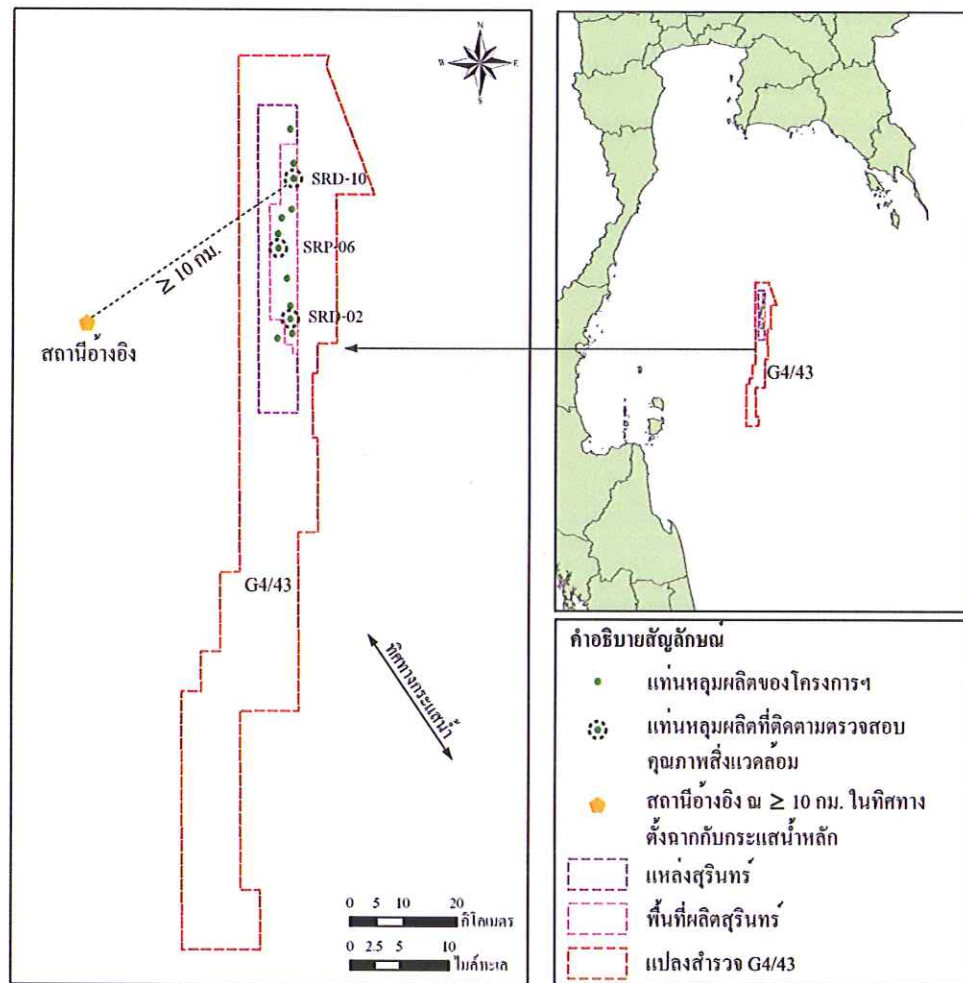 N
W
E
S
SRD-10
SRP-06
SRD-02
≥ 10 กม.
สถานีอ้างอิง
G4/43
ทิศทางกระแสน้ำ
0 5 10 20
กิโลเมตร
0 2.5 5 10
ไมล์ทะเล
G4/43
คำอธิบายสัญลักษณ์
แท่นหลุมผลิตของโครงการฯ
แท่นหลุมผลิตที่ติดตามตรวจสอบ
คุณภาพสิ่งแวดล้อม
สถานีอ้างอิง ณ ≥ 10 กม. ในทิศทาง
ตั้งฉากกับกระแสน้ำหลัก
แหล่งสุรินทร์
พื้นที่ผลิตสุรินทร์
แปลงสำรวจ G4/43